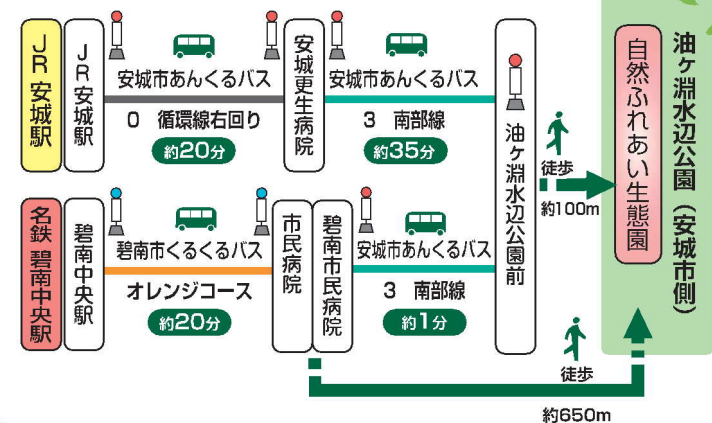 JR 安城駅
JR 安城駅
安城市あんくるバス
0 循環線右回り
約20分
安城更生病院
安城市あんくるバス
3 南部線
約35分
名鉄 碧南中央駅
碧南中央駅
碧南市くるくるバス
オレンジコース
約20分
市民病院
碧南市民病院
安城市あんくるバス
3 南部線
約1分
油ヶ淵水辺公園前
徒歩
約100m
徒歩
約650m
自然ふれあい生態園
油ヶ淵水辺公園(安城市側)